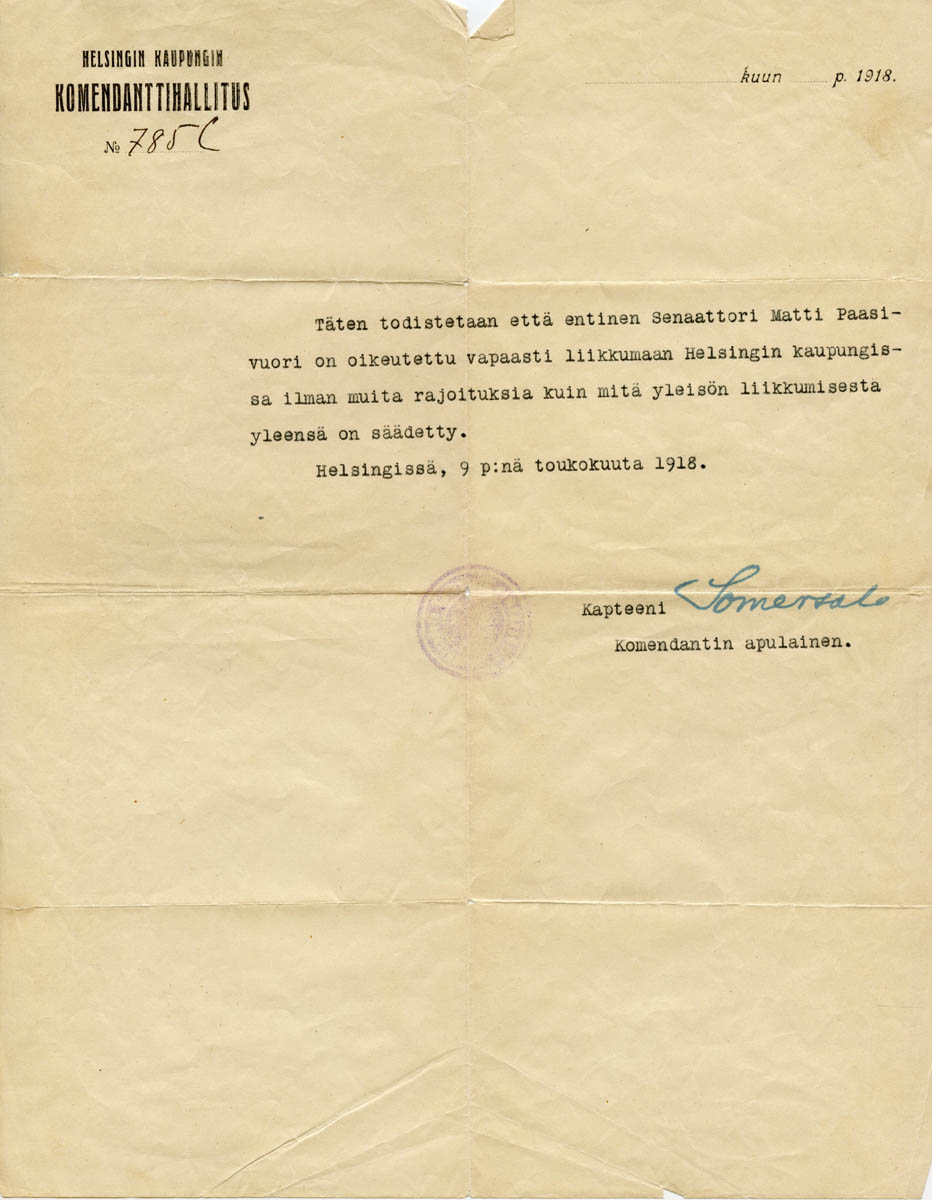 HELSINGIN KAUPUNGIN
KOMENDANTTIHALLITUS
№ 785 C
kuun p. 1918.
Täten todistetaan että entinen Senaattori Matti Paasi-
vuori on oikeutettu vapaasti liikkumaan Helsingin kaupungis-
sa ilman muita rajoituksia kuin mitä yleisön liikkumisesta
yleensä on säädetty.
Helsingissä, 9 p:nä toukokuuta 1918.
Kapteeni Somersalo
Komendantin apulainen.